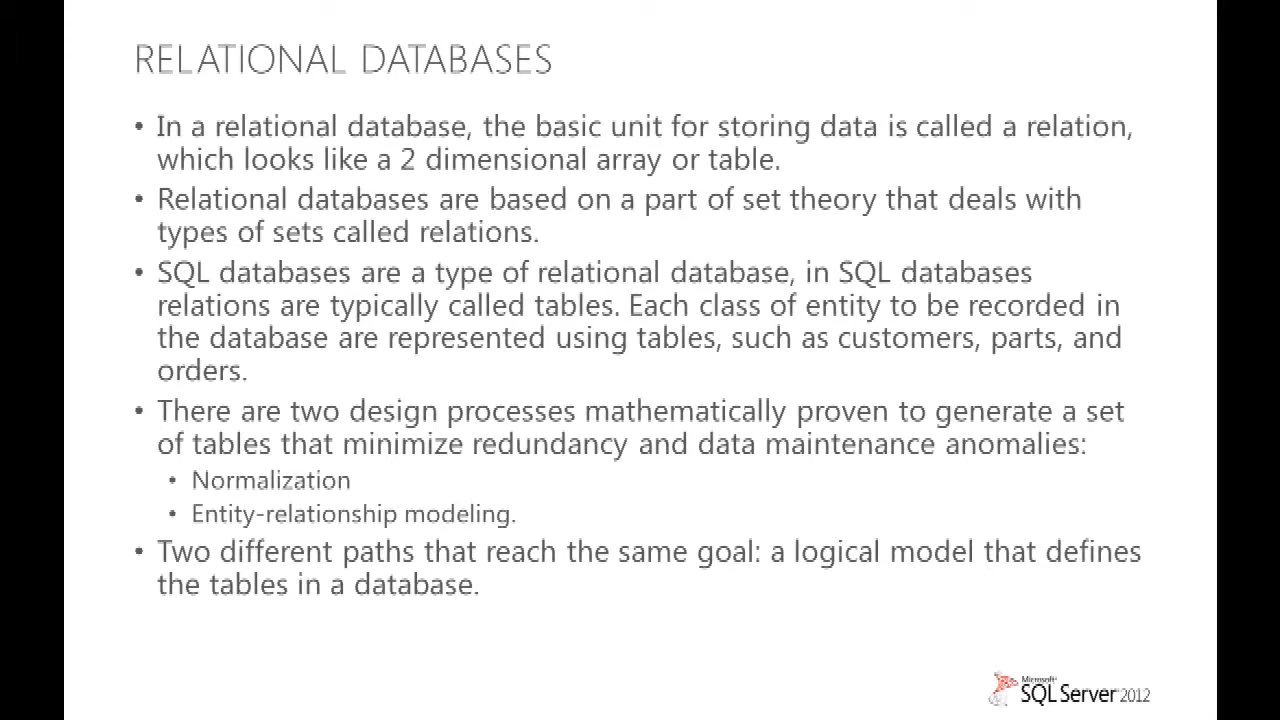 RELATIONAL DATABASES
• In a relational database, the basic unit for storing data is called a relation,
which looks like a 2 dimensional array or table.
• Relational databases are based on a part of set theory that deals with
types of sets called relations.
• SQL databases are a type of relational database, in SQL databases
relations are typically called tables. Each class of entity to be recorded in
the database are represented using tables, such as customers, parts, and
orders.
• There are two design processes mathematically proven to generate a set
of tables that minimize redundancy and data maintenance anomalies:
• Normalization
• Entity-relationship modeling.
• Two different paths that reach the same goal: a logical model that defines
the tables in a database.
Microsoft®
SQL Server 2012